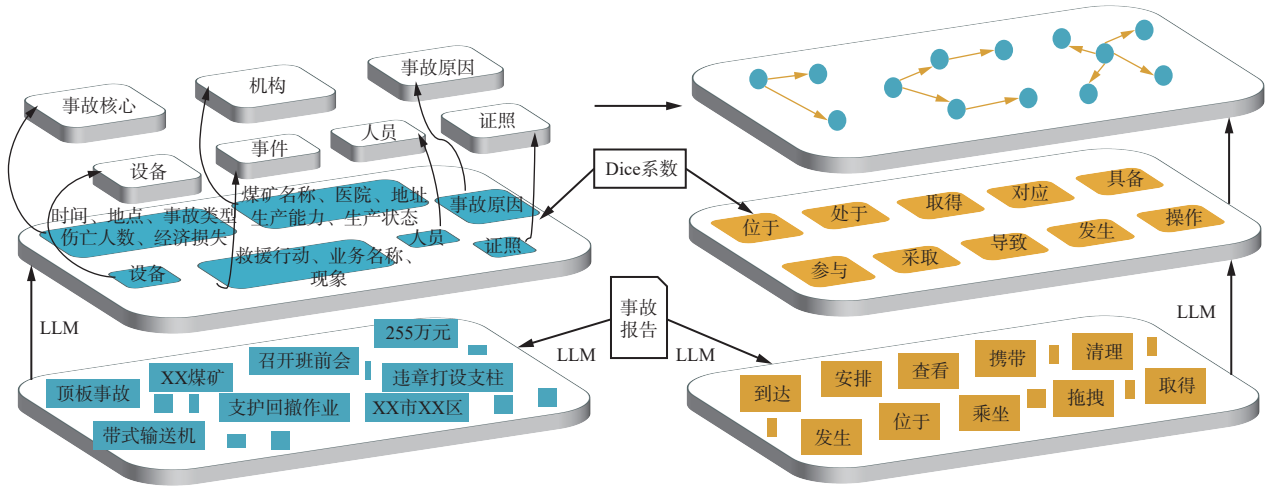 事故核心
机构
事故原因
设备
事件
人员
证照
时间、地点、事故类型
伤亡人数、经济损失
煤矿名称、医院、地址
生产能力、生产状态
事故原因
设备
救援行动、业务名称、
现象
人员
证照
LLM
255万元
召开班前会
违章打设支柱
XX煤矿
顶板事故
支护回撤作业
XX市XX区
带式输送机
Dice系数
事故
报告
LLM
LLM
位于
处于
取得
对应
具备
参与
采取
导致
发生
操作
LLM
到达
安排
查看
携带
清理
发生
位于
乘坐
拖拽
取得